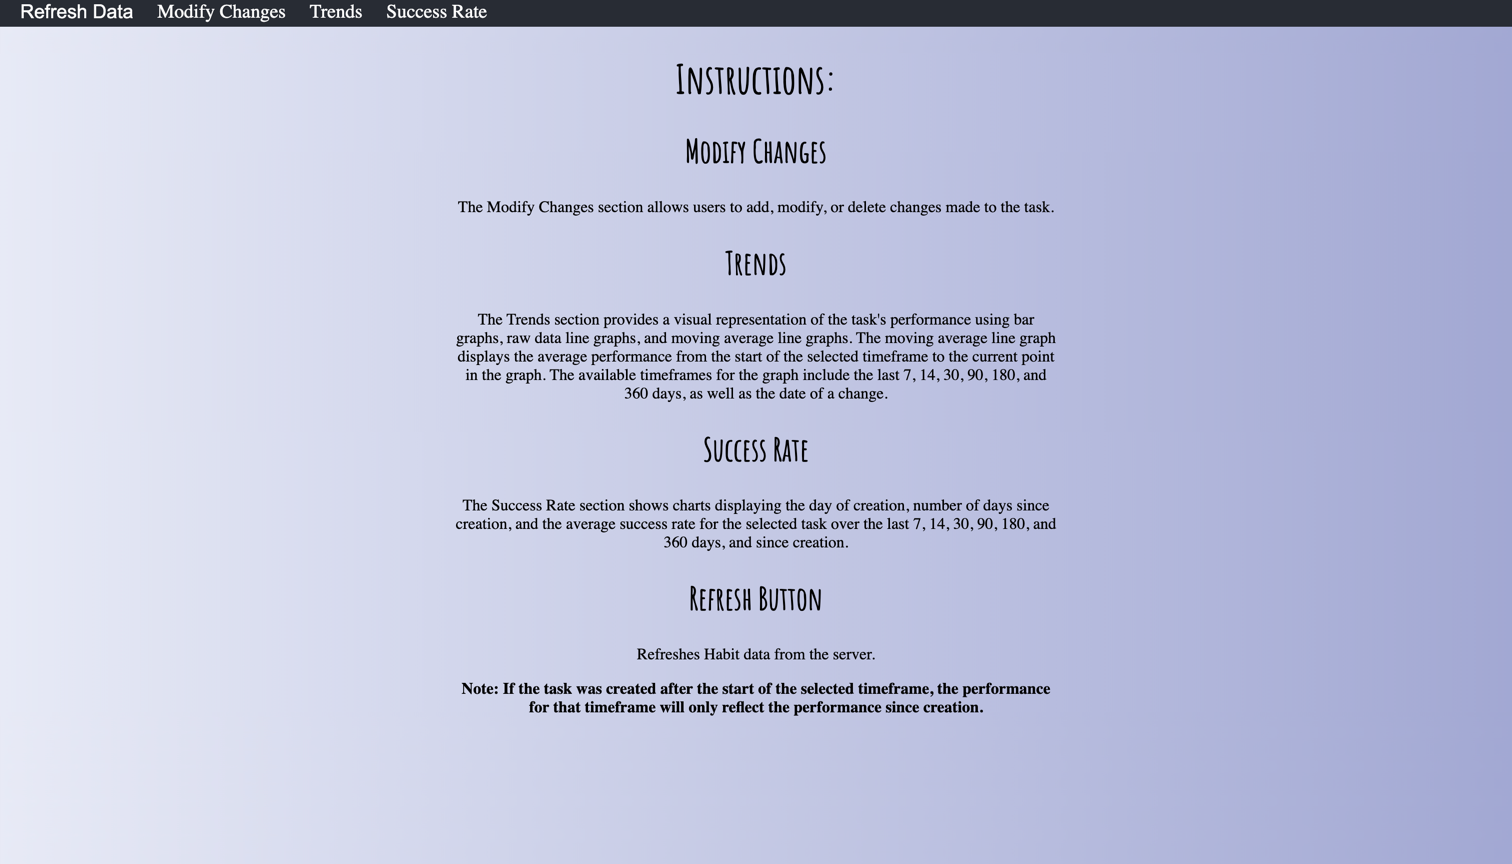 Refresh Data Modify Changes Trends Success Rate
Instructions:
Modify Changes
The Modify Changes section allows users to add, modify, or delete changes made to the task.
Trends
The Trends section provides a visual representation of the task's performance using bar
graphs, raw data line graphs, and moving average line graphs. The moving average line graph
displays the average performance from the start of the selected timeframe to the current point
in the graph. The available timeframes for the graph include the last 7, 14, 30, 90, 180, and
360 days, as well as the date of a change.
Success Rate
The Success Rate section shows charts displaying the day of creation, number of days since
creation, and the average success rate for the selected task over the last 7, 14, 30, 90, 180, and
360 days, and since creation.
Refresh Button
Refreshes Habit data from the server.
Note: If the task was created after the start of the selected timeframe, the performance
for that timeframe will only reflect the performance since creation.